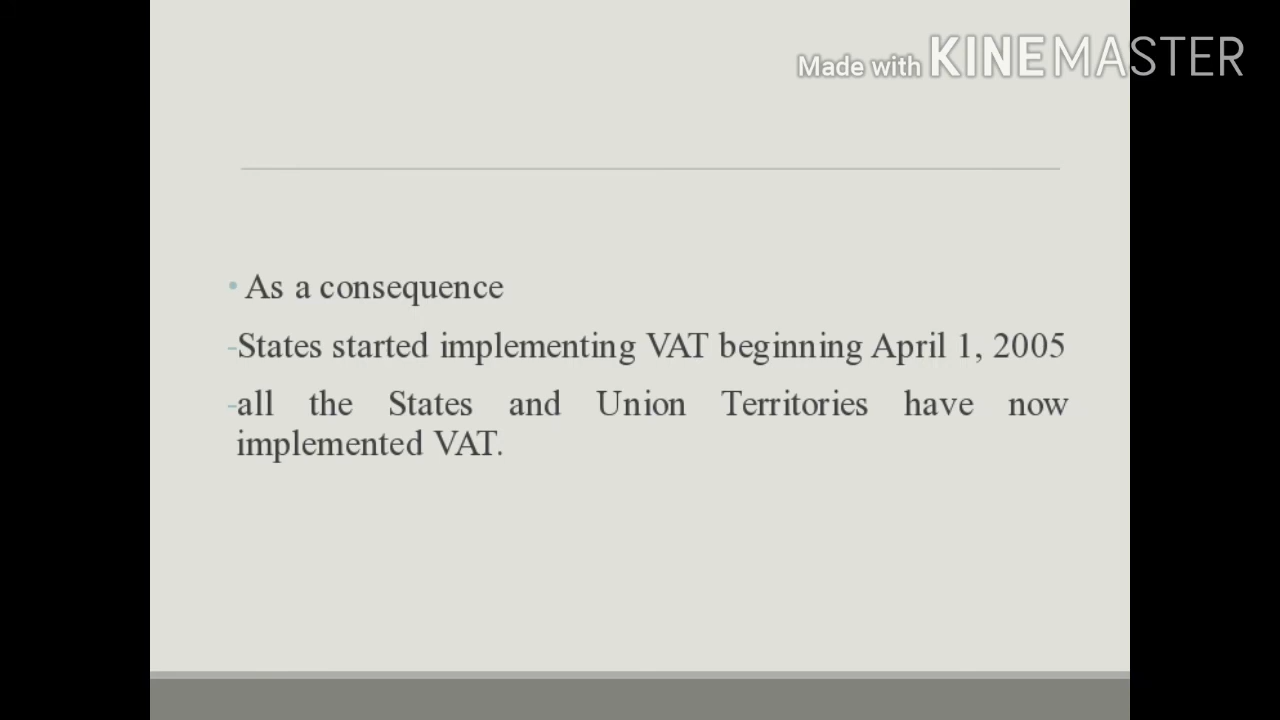 Made with KINEMASTER
• As a consequence
-States started implementing VAT beginning April 1, 2005
-all the States and Union Territories have now
implemented VAT.